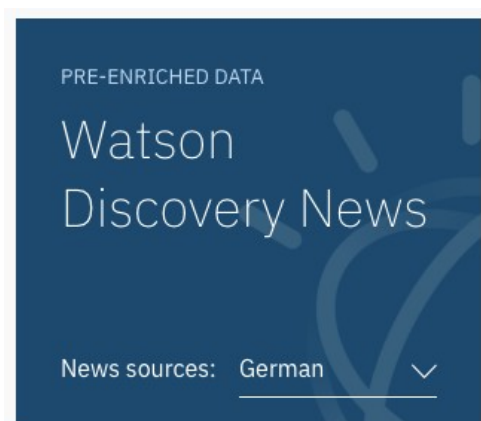 PRE-ENRICHED DATA
Watson
Discovery News
News sources: German